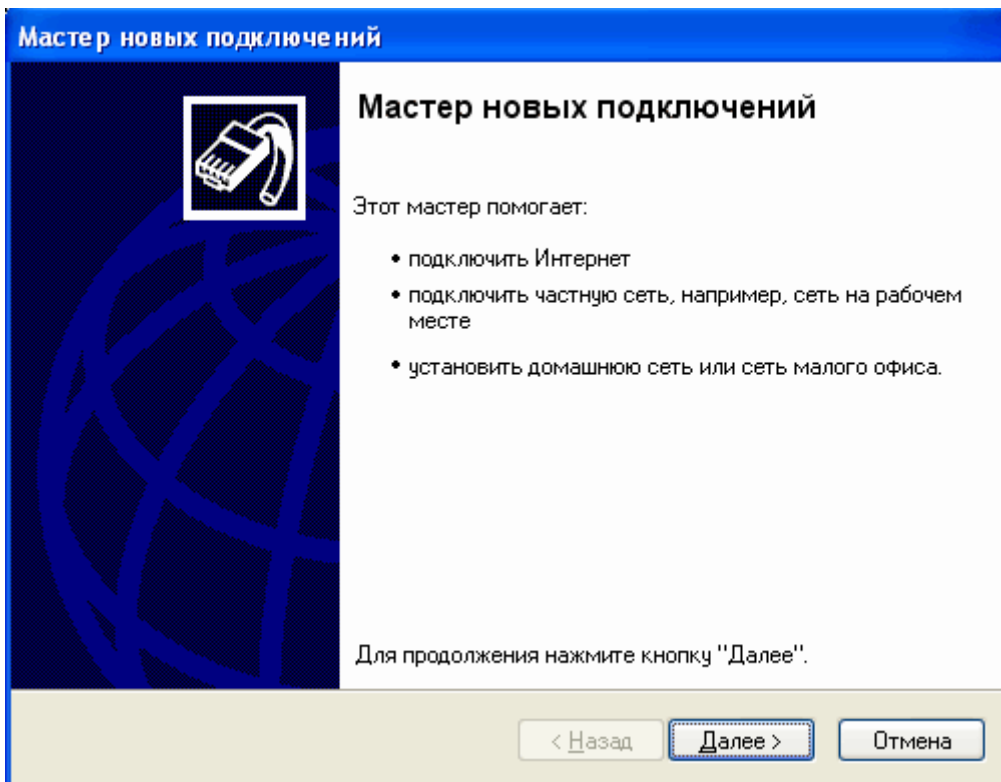 Мастер новых подключений
Мастер новых подключений
Этот мастер помогает:
• подключить Интернет
• подключить частную сеть, например, сеть на рабочем
месте
• установить домашнюю сеть или сеть малого офиса.
Для продолжения нажмите кнопку "Далее".
< Назад Далее > Отмена